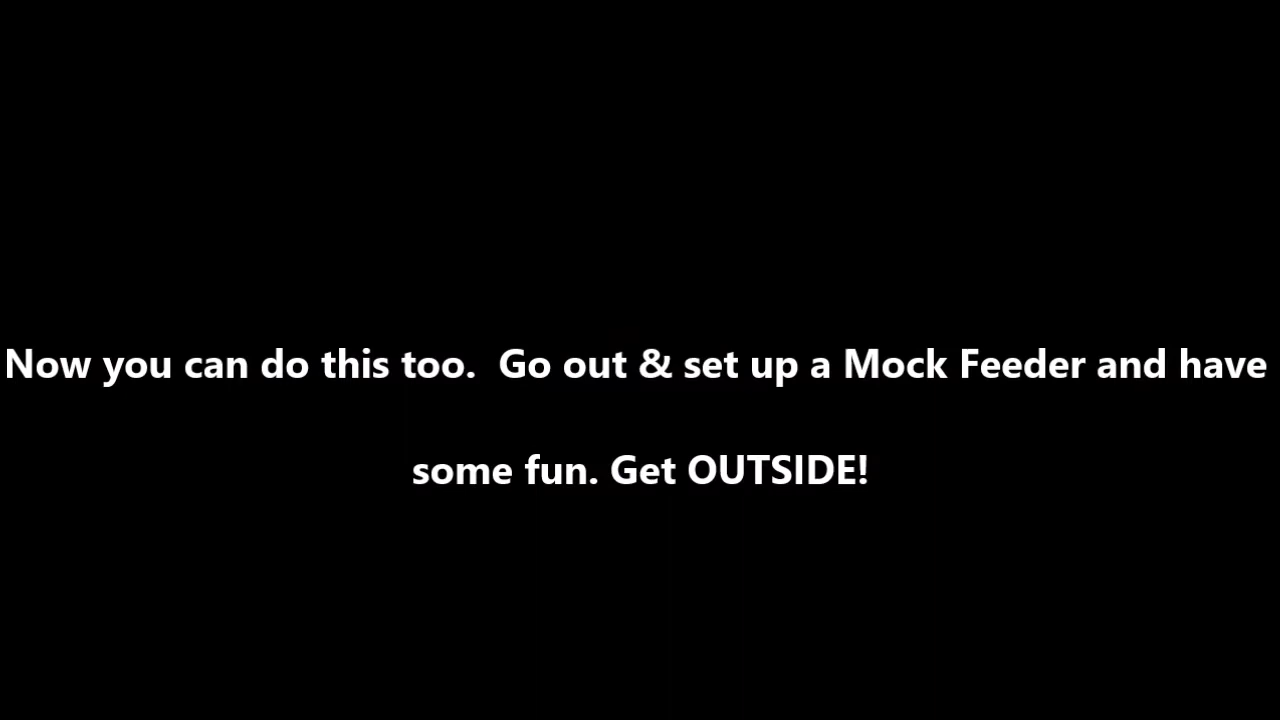 Now you can do this too.  Go out & set up a Mock Feeder and have
some fun. Get OUTSIDE!